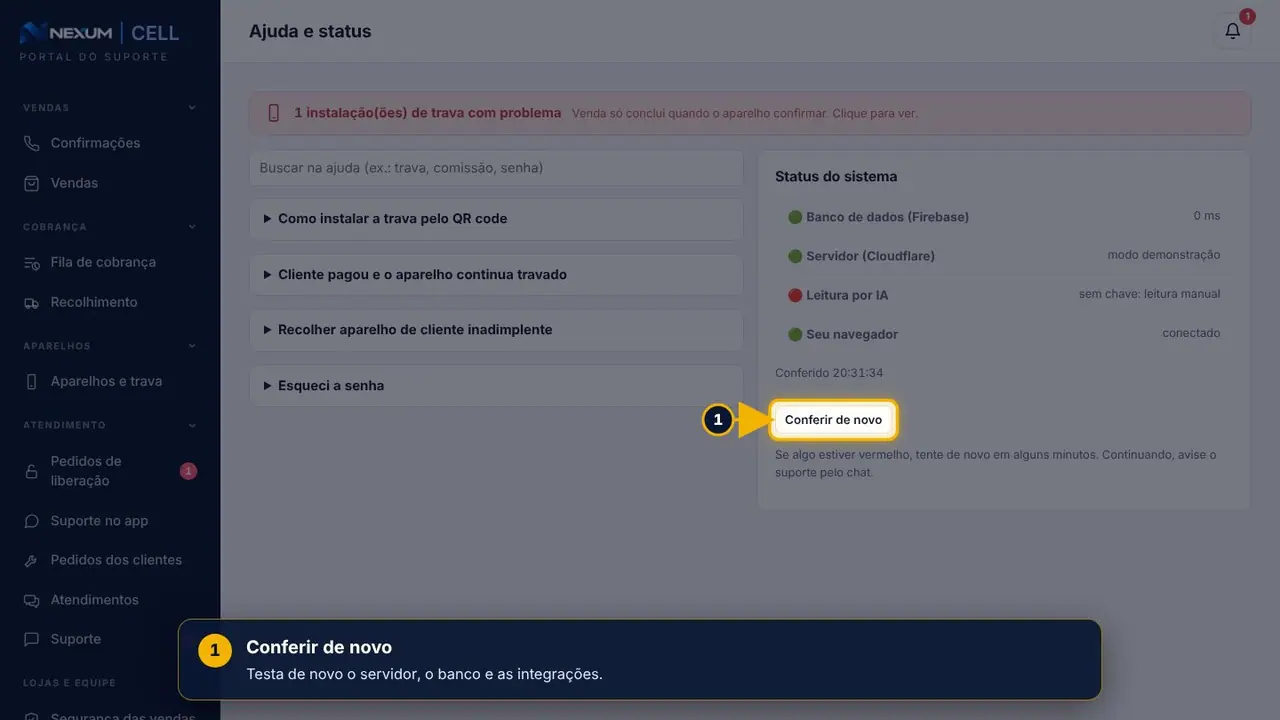 NEXUM | CELL
PORTAL DO SUPORTE
VENDAS
Confirmações
Vendas
COBRANÇA
Fila de cobrança
Recolhimento
APARELHOS
Aparelhos e trava
ATENDIMENTO
Pedidos de
liberação
1
Suporte no app
Pedidos dos clientes
Atendimentos
Suporte
LOJAS E EQUIPE
Segurança das vendas
Ajuda e status
1
1 instalação(ões) de trava com problema Venda só conclui quando o aparelho confirmar. Clique para ver.
Buscar na ajuda (ex.: trava, comissão, senha)
Como instalar a trava pelo QR code
Cliente pagou e o aparelho continua travado
Recolher aparelho de cliente inadimplente
Esqueci a senha
Status do sistema
Banco de dados (Firebase) 0 ms
Servidor (Cloudflare) modo demonstração
Leitura por IA sem chave: leitura manual
Seu navegador conectado
Conferido 20:31:34
1
Conferir de novo
Se algo estiver vermelho, tente de novo em alguns minutos. Continuando, avise o
suporte pelo chat.
1
Conferir de novo
Testa de novo o servidor, o banco e as integrações.